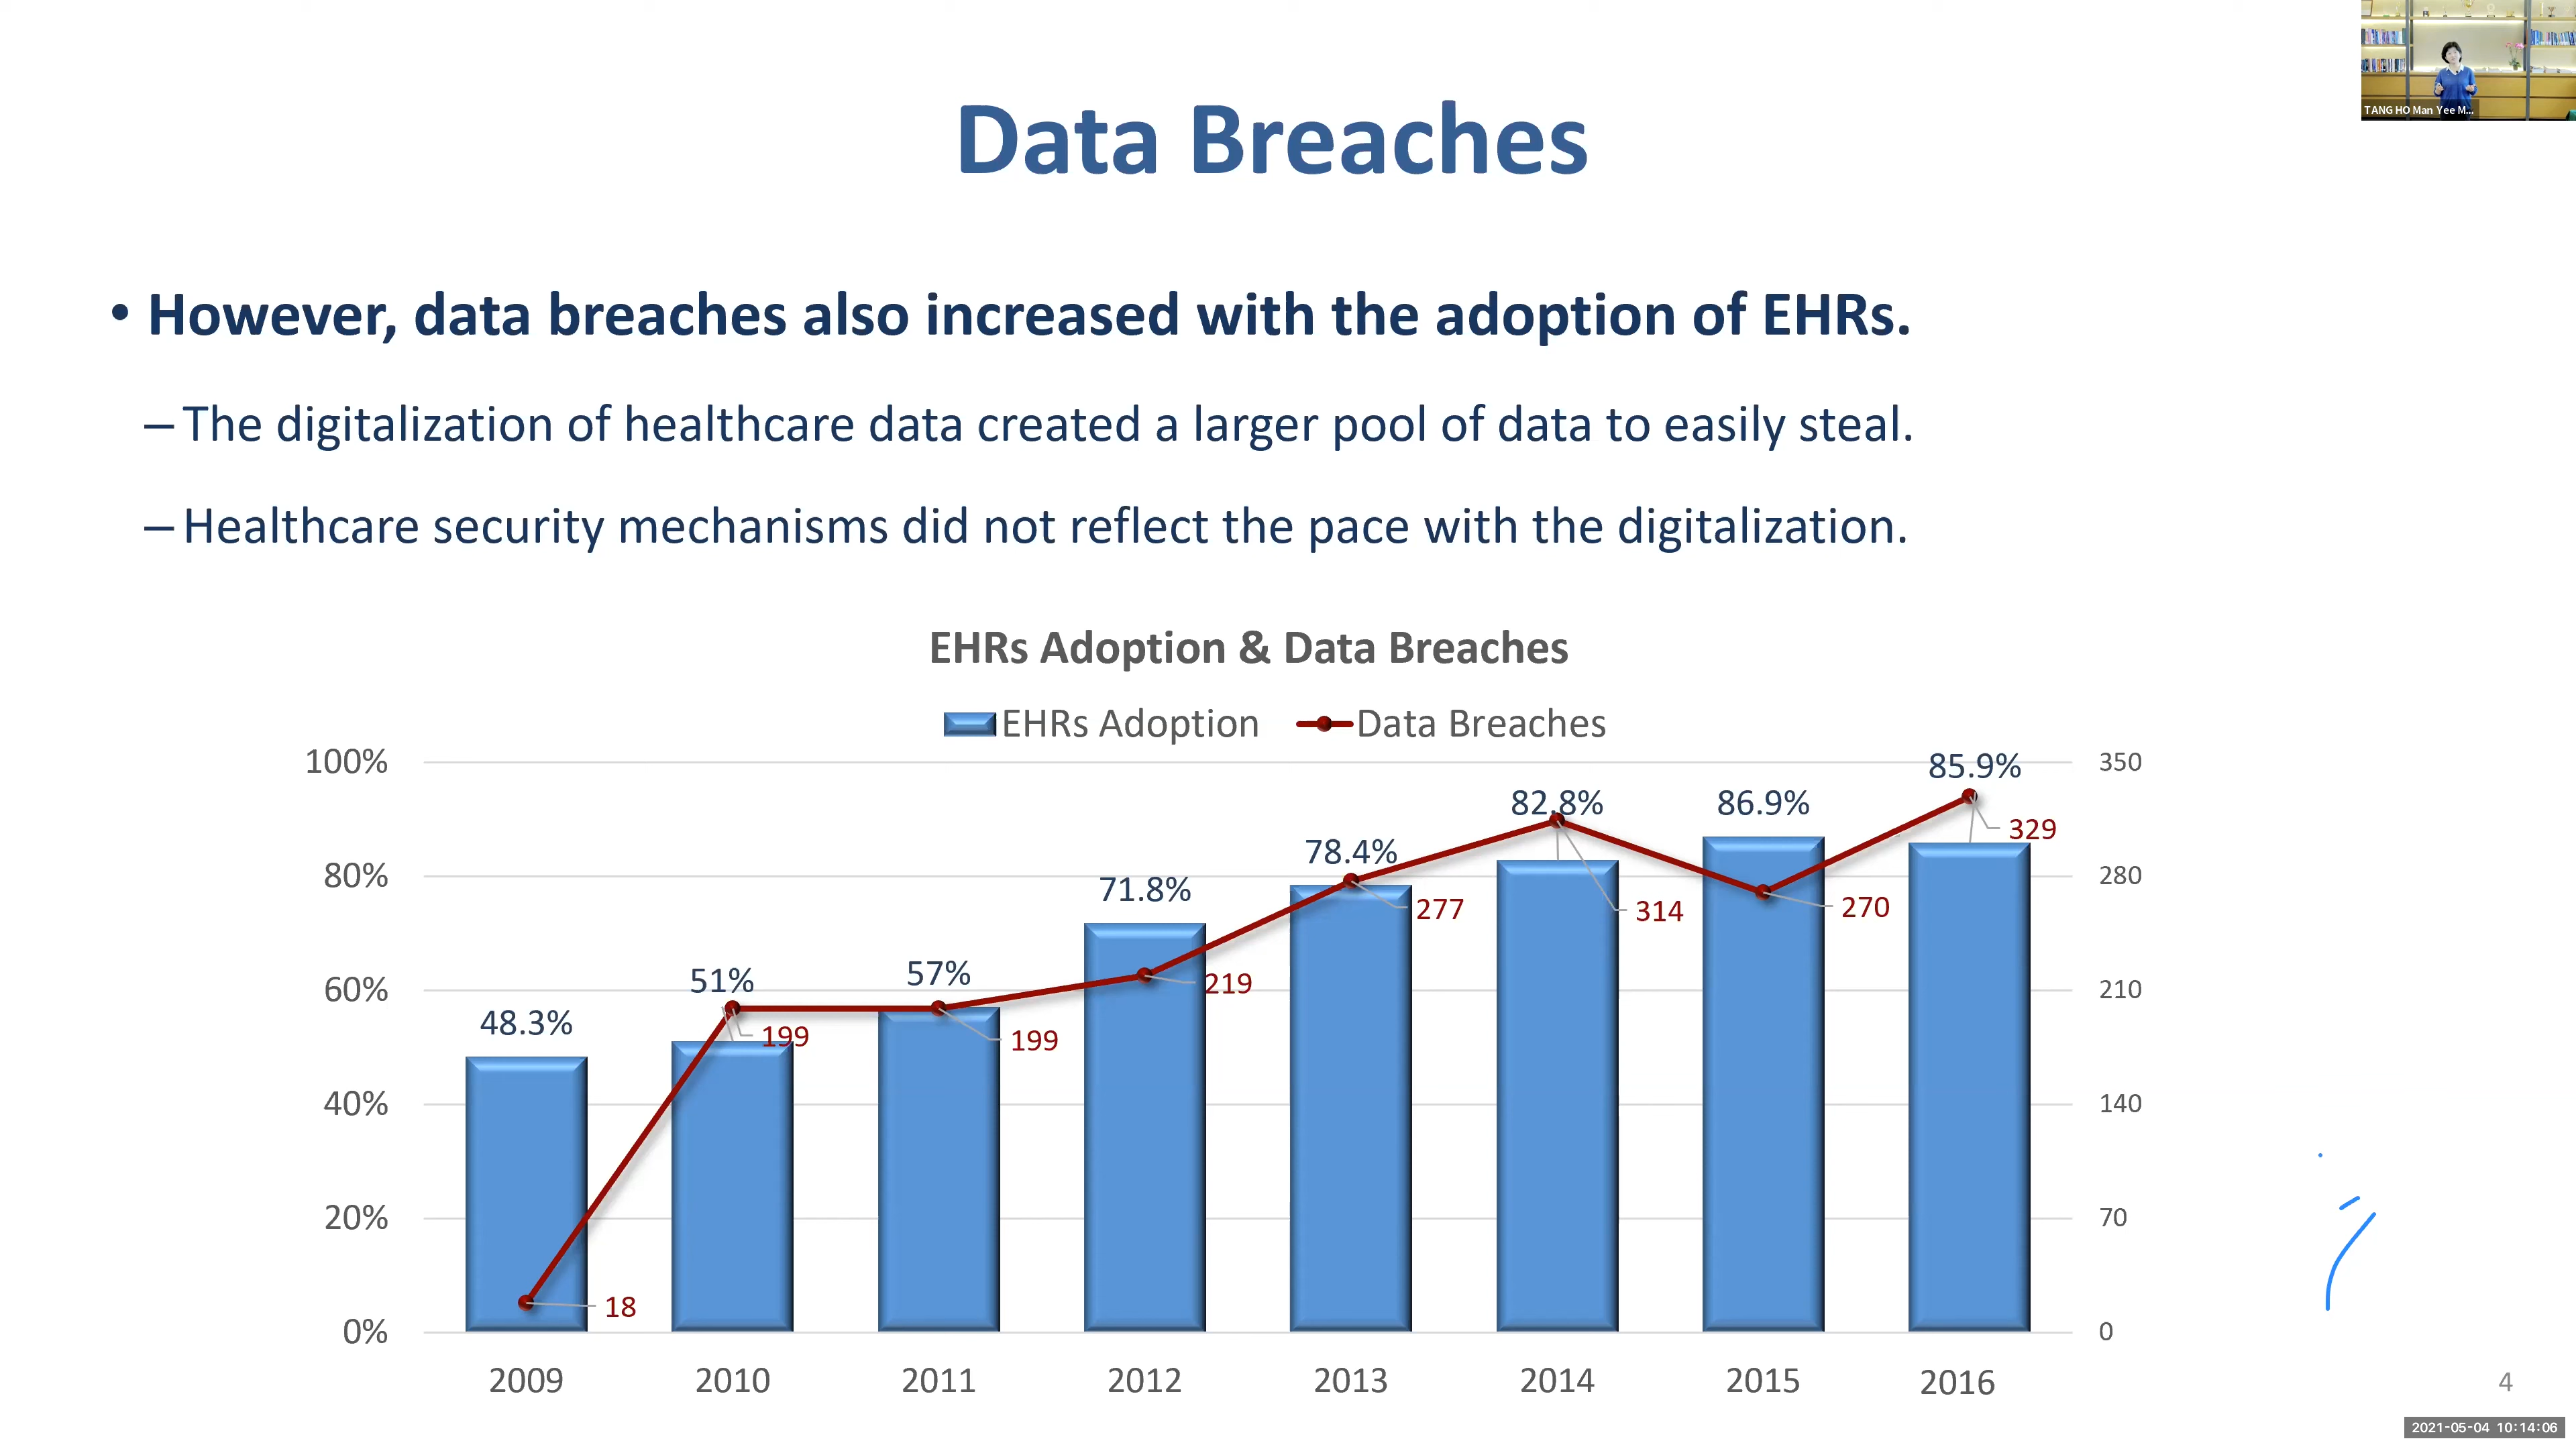 TANG HO Man Yee M...
Data Breaches
• However, data breaches also increased with the adoption of EHRs.
– The digitalization of healthcare data created a larger pool of data to easily steal.
– Healthcare security mechanisms did not reflect the pace with the digitalization.
EHRs Adoption & Data Breaches
EHRs Adoption Data Breaches
100% 85.9% 350
82.8% 86.9%
329
78.4%
80% 71.8% 280
277 314 270
60% 51% 57% 219 210
48.3% 199 199
40% 140
20% 70
18
0% 0
2009 2010 2011 2012 2013 2014 2015 2016
4
2021-05-04 10:14:06